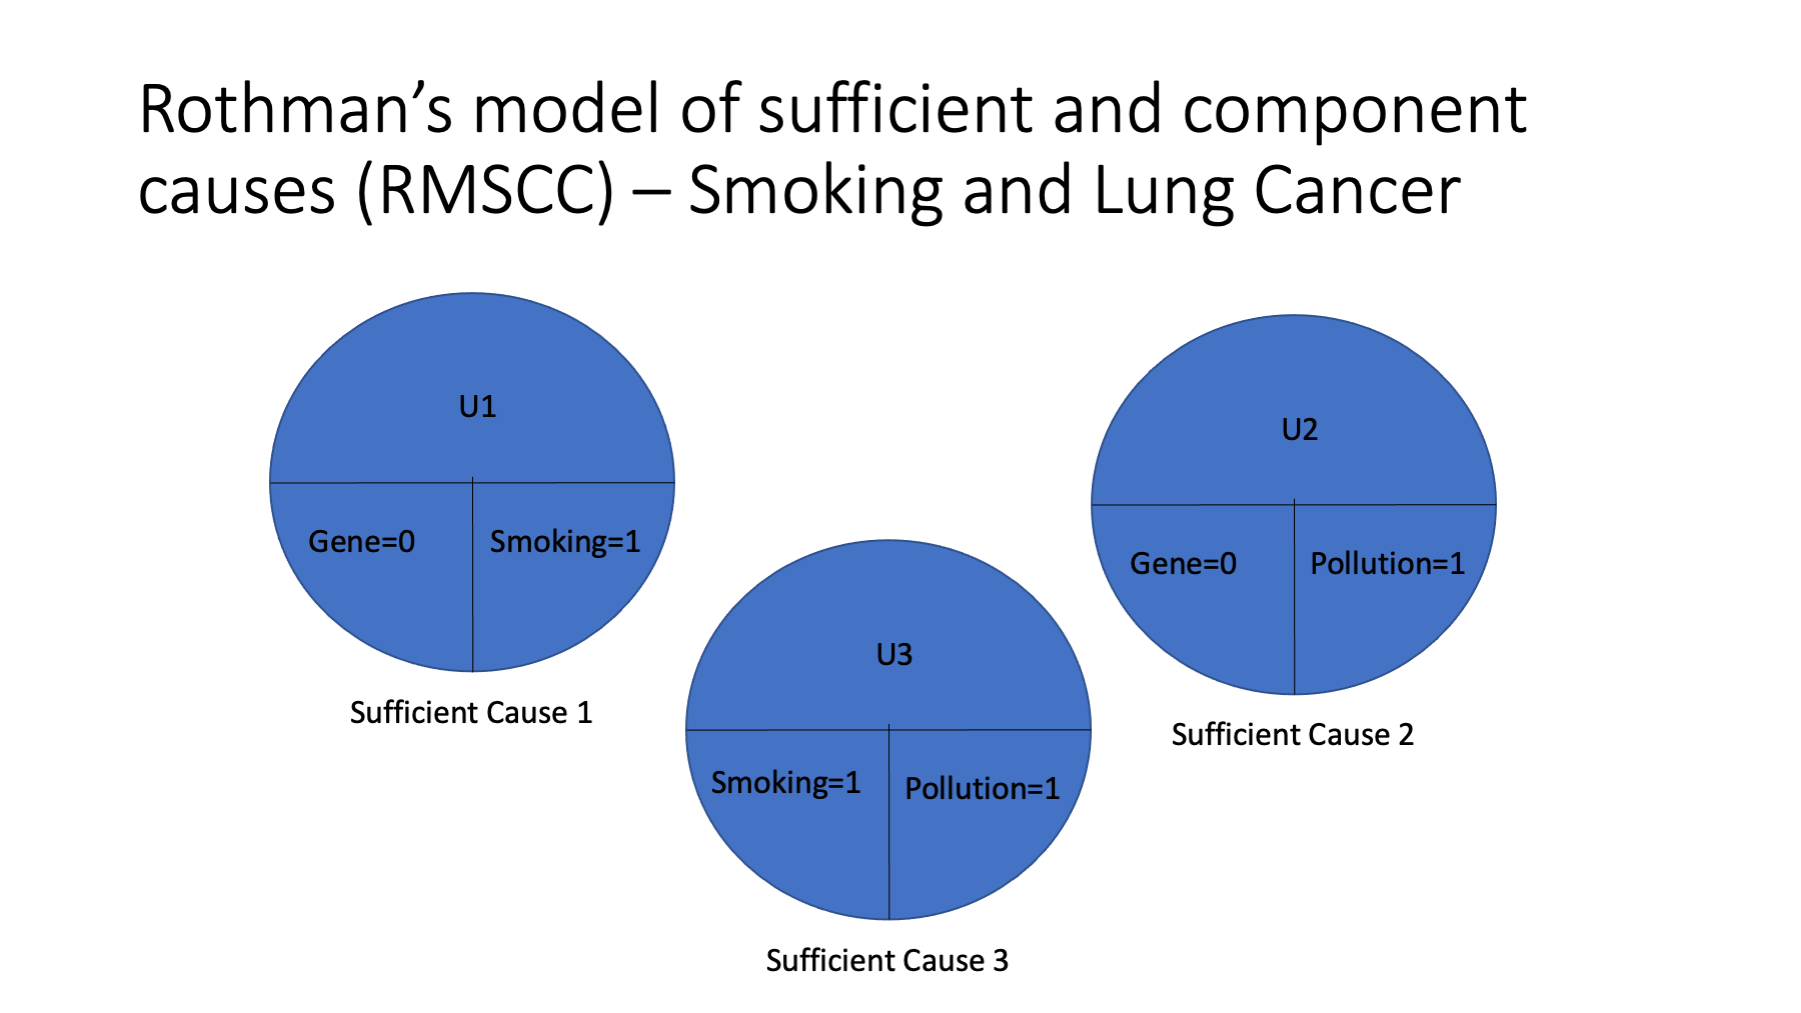 Rothman’s model of sufficient and component
causes (RMSCC) – Smoking and Lung Cancer
U1
Gene=0
Smoking=1
Sufficient Cause 1
U2
Gene=0
Pollution=1
Sufficient Cause 2
U3
Smoking=1
Pollution=1
Sufficient Cause 3